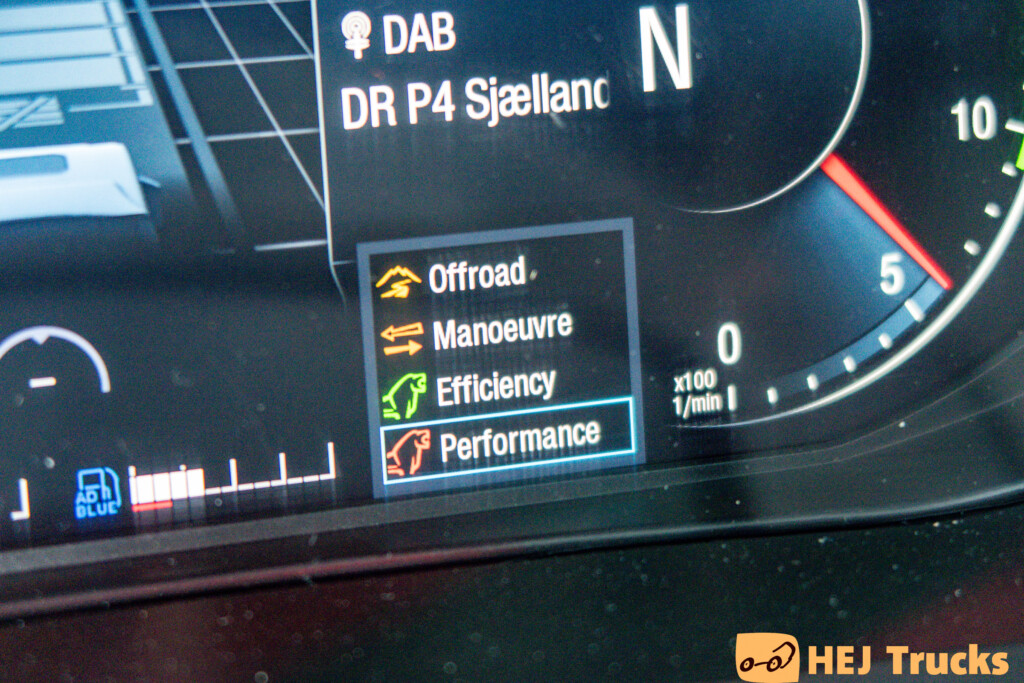 DAB
DR P4 Sjælland
N
10
5
0
x100
1/min
Offroad
Manoeuvre
Efficiency
Performance
AD
BLUE
HEJ Trucks